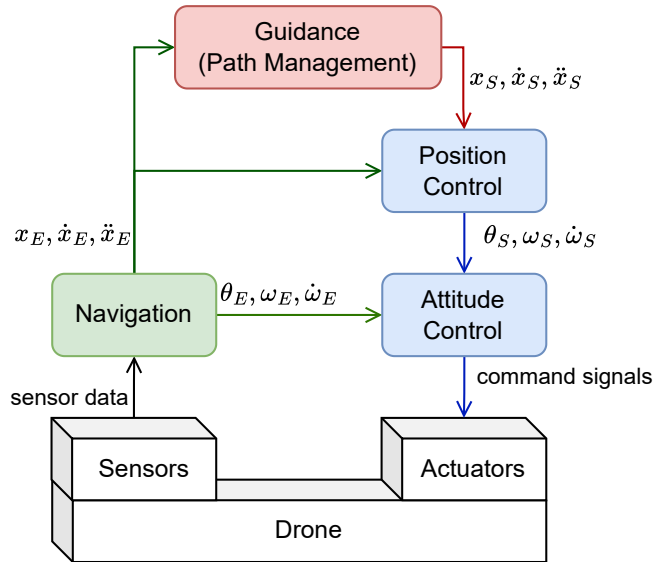 Guidance
(Path Management)
x_S, ẋ_S, ẍ_S
Position
Control
x_E, ẋ_E, ẍ_E
θ_S, ω_S, ω̇_S
θ_E, ω_E, ω̇_E
Navigation
Attitude
Control
sensor data
command signals
Sensors
Actuators
Drone